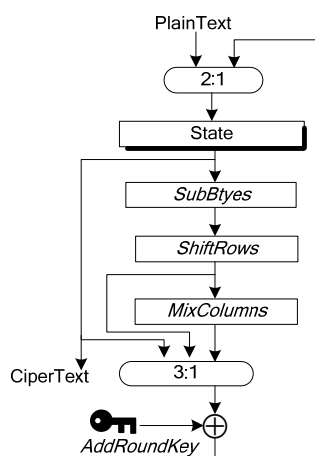 PlainText
2:1
State
SubBtyes
ShiftRows
MixColumns
3:1
CiperText
AddRoundKey